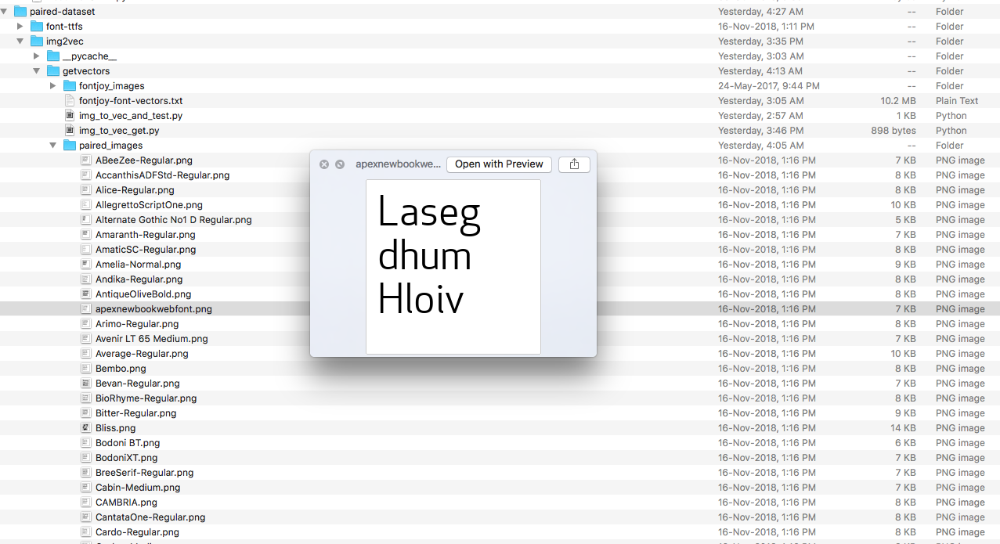 paired-dataset Yesterday, 4:27 AM -- Folder
font-ttfs 16-Nov-2018, 1:11 PM -- Folder
img2vec Yesterday, 3:35 PM -- Folder
__pycache__ Yesterday, 3:03 AM -- Folder
getvectors Yesterday, 4:13 AM -- Folder
fontjoy_images 24-May-2017, 9:44 PM -- Folder
fontjoy-font-vectors.txt Yesterday, 3:05 AM 10.2 MB Plain Text
img_to_vec_and_test.py Yesterday, 2:57 AM 1 KB Python
img_to_vec_get.py Yesterday, 3:46 PM 898 bytes Python
paired_images Yesterday, 4:05 AM -- Folder
ABeeZee-Regular.png 16-Nov-2018, 1:16 PM 7 KB PNG image
AccanthisADFStd-Regular.png 16-Nov-2018, 1:16 PM 8 KB PNG image
Alice-Regular.png 16-Nov-2018, 1:16 PM 8 KB PNG image
AllegrettoScriptOne.png 16-Nov-2018, 1:16 PM 10 KB PNG image
Alternate Gothic No1 D Regular.png 16-Nov-2018, 1:16 PM 5 KB PNG image
Amaranth-Regular.png 16-Nov-2018, 1:16 PM 7 KB PNG image
AmaticSC-Regular.png 16-Nov-2018, 1:16 PM 8 KB PNG image
Amelia-Normal.png 16-Nov-2018, 1:16 PM 9 KB PNG image
Andika-Regular.png 16-Nov-2018, 1:16 PM 8 KB PNG image
AntiqueOliveBold.png 16-Nov-2018, 1:16 PM 8 KB PNG image
apexnewbookwebfont.png 16-Nov-2018, 1:16 PM 7 KB PNG image
Arimo-Regular.png 16-Nov-2018, 1:16 PM 8 KB PNG image
Avenir LT 65 Medium.png 16-Nov-2018, 1:16 PM 7 KB PNG image
Average-Regular.png 16-Nov-2018, 1:16 PM 10 KB PNG image
Bembo.png 16-Nov-2018, 1:16 PM 8 KB PNG image
Bevan-Regular.png 16-Nov-2018, 1:16 PM 7 KB PNG image
BioRhyme-Regular.png 16-Nov-2018, 1:16 PM 8 KB PNG image
Bitter-Regular.png 16-Nov-2018, 1:16 PM 9 KB PNG image
Bliss.png 16-Nov-2018, 1:16 PM 14 KB PNG image
Bodoni BT.png 16-Nov-2018, 1:16 PM 6 KB PNG image
BodoniXT.png 16-Nov-2018, 1:16 PM 7 KB PNG image
BreeSerif-Regular.png 16-Nov-2018, 1:16 PM 7 KB PNG image
Cabin-Medium.png 16-Nov-2018, 1:16 PM 7 KB PNG image
CAMBRIA.png 16-Nov-2018, 1:16 PM 8 KB PNG image
CantataOne-Regular.png 16-Nov-2018, 1:16 PM 8 KB PNG image
Cardo-Regular.png 16-Nov-2018, 1:16 PM 7 KB PNG image
apexnewbookwe... Open with Preview
Laseg
dhum
Hloiv